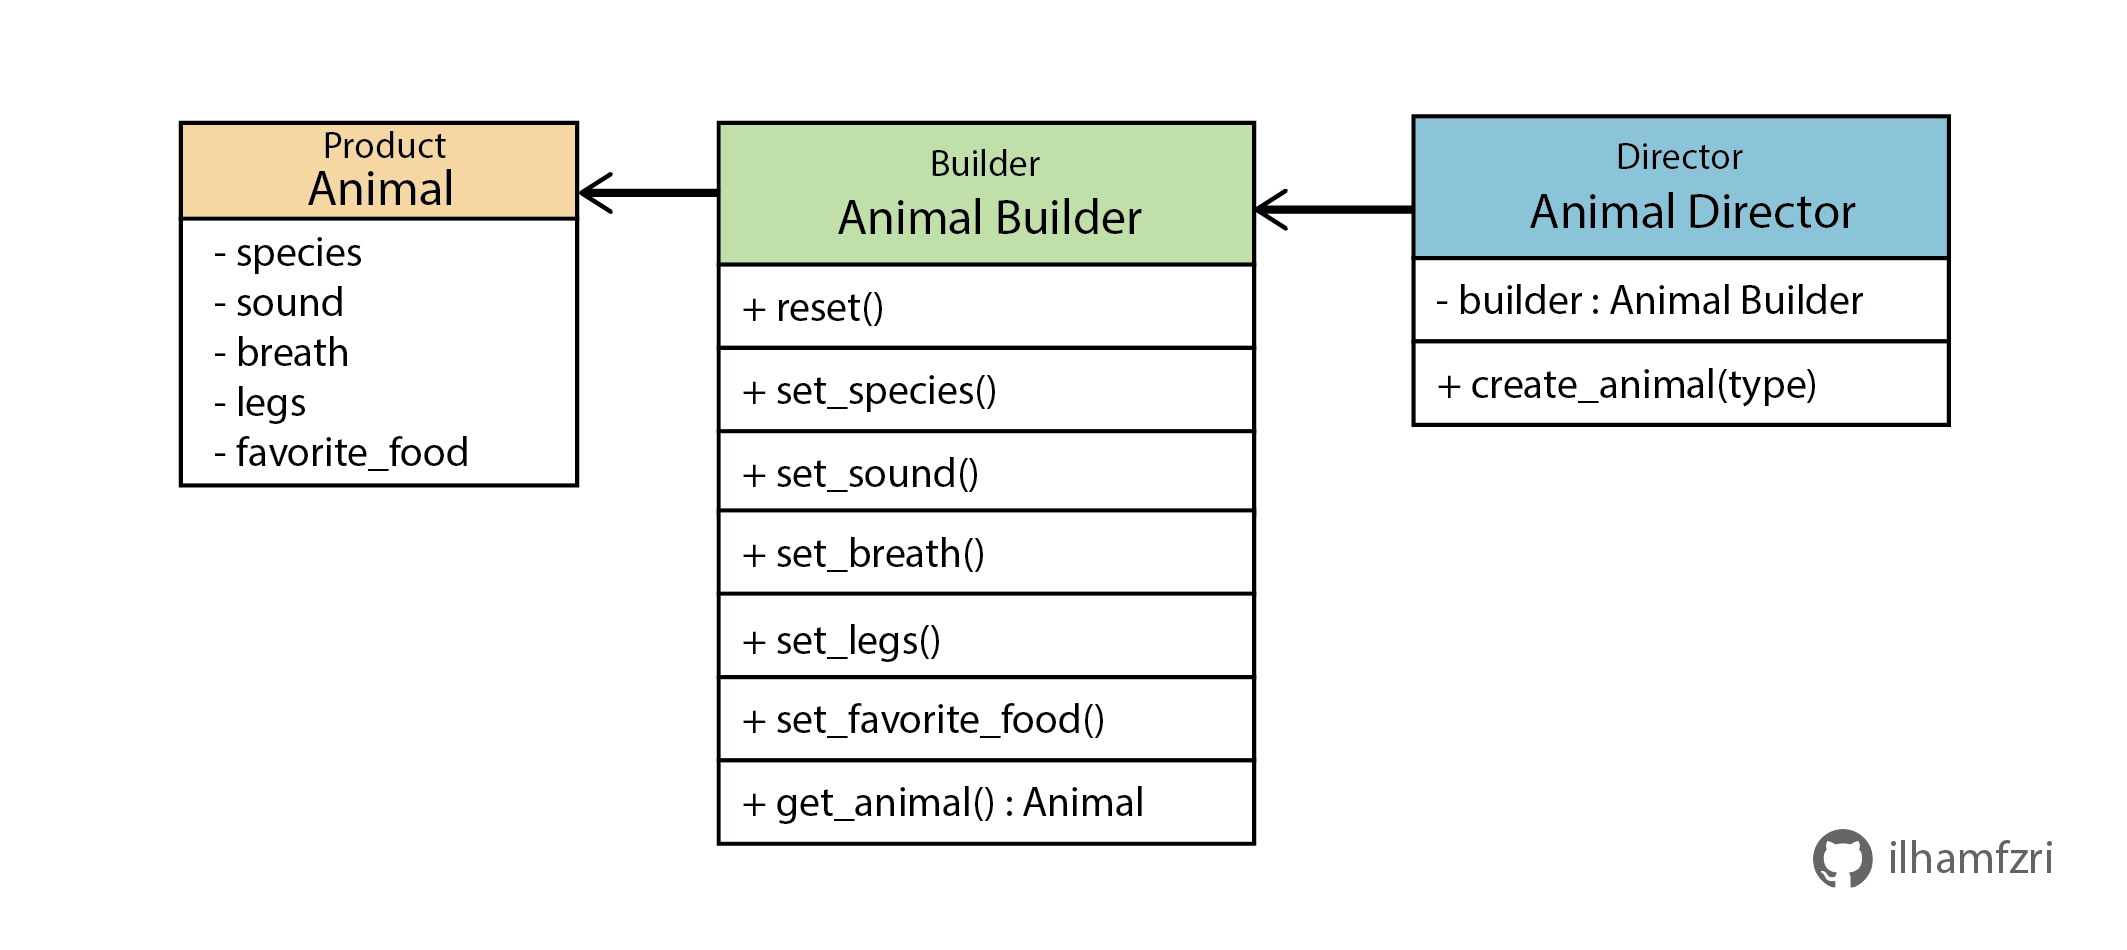 Product
Animal
- species
- sound
- breath
- legs
- favorite_food
Builder
Animal Builder
+ reset()
+ set_species()
+ set_sound()
+ set_breath()
+ set_legs()
+ set_favorite_food()
+ get_animal() : Animal
Director
Animal Director
- builder : Animal Builder
+ create_animal(type)
ilhamfzri